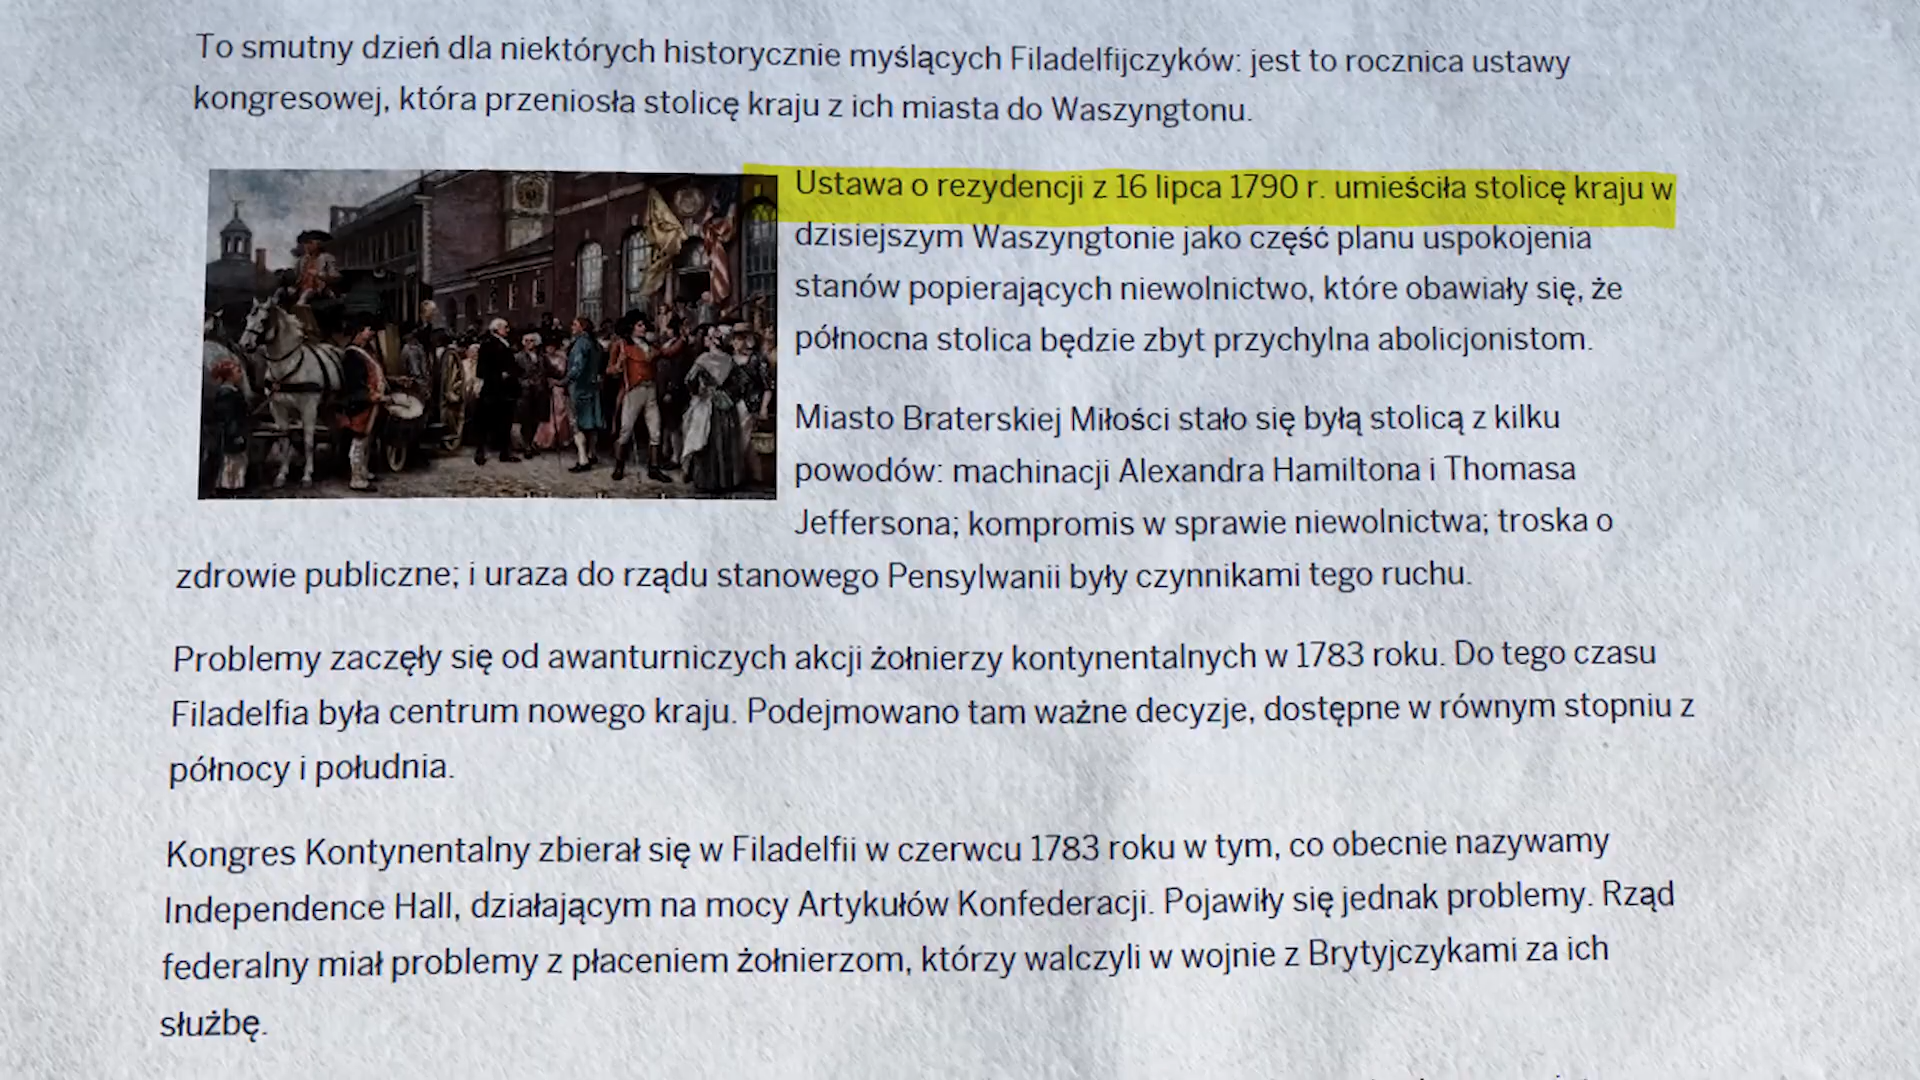 To smutny dzień dla niektórych historycznie myślących Filadelfijczyków: jest to rocznica ustawy
kongresowej, która przeniosła stolicę kraju z ich miasta do Waszyngtonu.
Ustawa o rezydencji z 16 lipca 1790 r. umieściła stolicę kraju w
dzisiejszym Waszyngtonie jako część planu uspokojenia
stanów popierających niewolnictwo, które obawiały się, że
północna stolica będzie zbyt przychylna abolicjonistom.
Miasto Braterskiej Miłości stało się byłą stolicą z kilku
powodów: machinacji Alexandra Hamiltona i Thomasa
Jeffersona; kompromis w sprawie niewolnictwa; troska o
zdrowie publiczne; i uraza do rządu stanowego Pensylwanii były czynnikami tego ruchu.
Problemy zaczęły się od awanturniczych akcji żołnierzy kontynentalnych w 1783 roku. Do tego czasu
Filadelfia była centrum nowego kraju. Podejmowano tam ważne decyzje, dostępne w równym stopniu z
północy i południa.
Kongres Kontynentalny zbierał się w Filadelfii w czerwcu 1783 roku w tym, co obecnie nazywamy
Independence Hall, działającym na mocy Artykułów Konfederacji. Pojawiły się jednak problemy. Rząd
federalny miał problemy z płaceniem żołnierzom, którzy walczyli w wojnie z Brytyjczykami za ich
służbę.